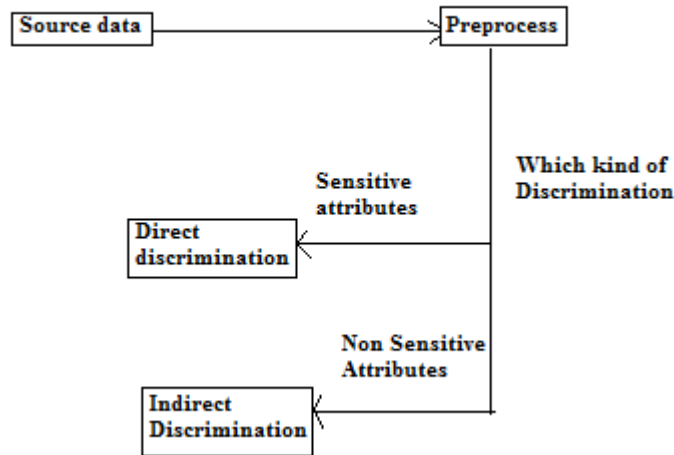 Source data
Preprocess
Which kind of
Discrimination
Sensitive
attributes
Direct
discrimination
Non Sensitive
Attributes
Indirect
Discrimination